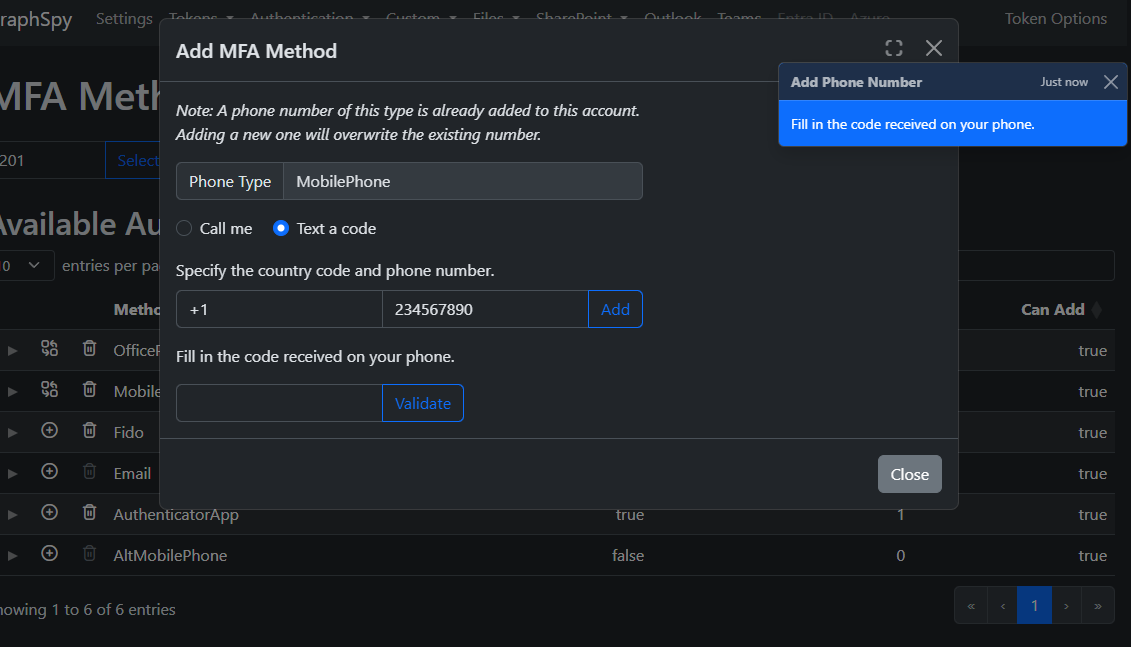 raphSpy Settings Tokens Authentication Custom Files SharePoint Outlook Teams Entra ID Azure Token Options
Add MFA Method
Add Phone Number Just now
Fill in the code received on your phone.
MFA Meth
Note: A phone number of this type is already added to this account.
Adding a new one will overwrite the existing number.
201 Select
Phone Type MobilePhone
Call me Text a code
Available Au
0 entries per pa
Specify the country code and phone number.
+1 234567890 Add
Metho Can Add
Fill in the code received on your phone.
OfficeP true
Mobile true
Validate
Fido true
Email true
Close
AuthenticatorApp true 1 true
AltMobilePhone false 0 true
howing 1 to 6 of 6 entries
« ‹ 1 › »